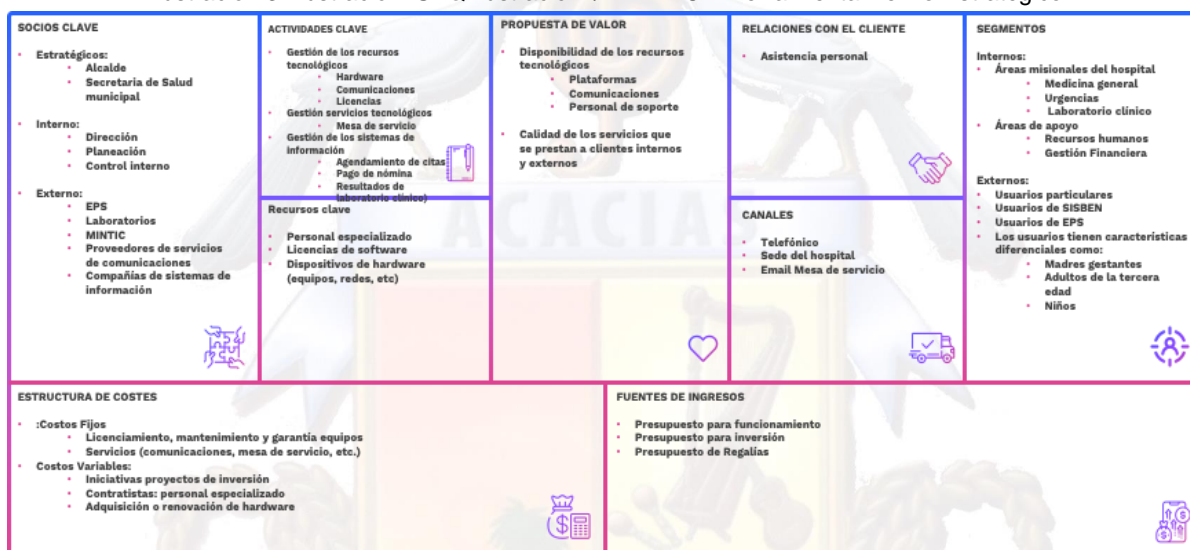 SOCIOS CLAVE
Estratégicos:
Alcalde
Secretaria de Salud
municipal
Interno:
Dirección
Planeación
Control interno
Externo:
EPS
Laboratorios
MINTIC
Proveedores de servicios
de comunicaciones
Compañías de sistemas de
información
ACTIVIDADES CLAVE
Gestión de los recursos
tecnológicos
Hardware
Comunicaciones
Licencias
Gestión servicios tecnológicos
Mesa de servicio
Gestión de los sistemas de
información
Agendamiento de citas
Pago de nómina
Resultados de
laboratorio clínico)
Recursos clave
Personal especializado
Licencias de software
Dispositivos de hardware
(equipos, redes, etc)
PROPUESTA DE VALOR
Disponibilidad de los recursos
tecnológicos
Plataformas
Comunicaciones
Personal de soporte
Calidad de los servicios que
se prestan a clientes internos
y externos
RELACIONES CON EL CLIENTE
Asistencia personal
CANALES
Telefónico
Sede del hospital
Email Mesa de servicio
SEGMENTOS
Internos:
Áreas misionales del hospital
Medicina general
Urgencias
Laboratorio clínico
Áreas de apoyo
Recursos humanos
Gestión Financiera
Externos:
Usuarios particulares
Usuarios de SISBEN
Usuarios de EPS
Los usuarios tienen características
diferenciales como:
Madres gestantes
Adultos de la tercera
edad
Niños
ESTRUCTURA DE COSTES
:Costos Fijos
Licenciamiento, mantenimiento y garantía equipos
Servicios (comunicaciones, mesa de servicio, etc.)
Costos Variables:
Iniciativas proyectos de inversión
Contratistas: personal especializado
Adquisición o renovación de hardware
FUENTES DE INGRESOS
Presupuesto para funcionamiento
Presupuesto para inversión
Presupuesto de Regalías
ACACIAS